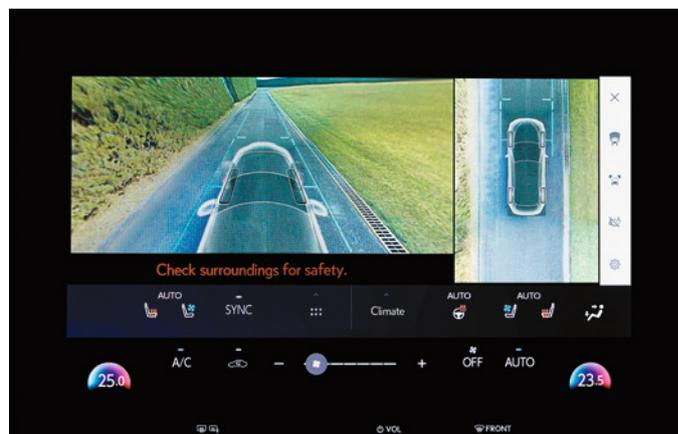 Check surroundings for safety.
AUTO
SYNC
Climate
AUTO
AUTO
A/C
OFF
AUTO
25.0
23.5
VOL
FRONT